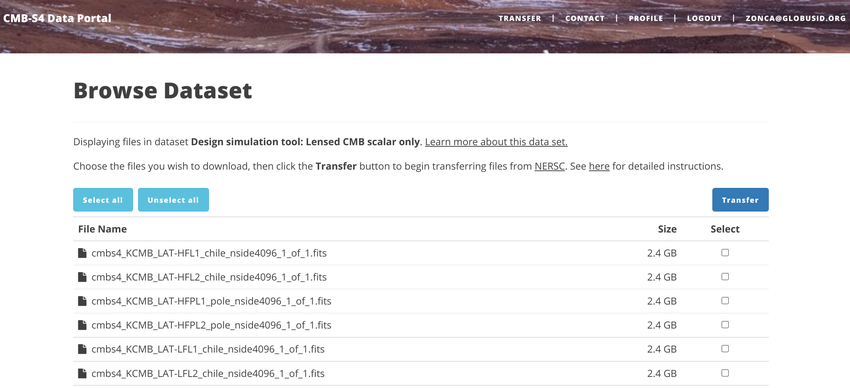 CMB-S4 Data Portal
TRANSFER | CONTACT | PROFILE | LOGOUT | ZONCA@GLOBUSID.ORG
Browse Dataset
Displaying files in dataset Design simulation tool: Lensed CMB scalar only. Learn more about this data set.
Choose the files you wish to download, then click the Transfer button to begin transferring files from NERSC. See here for detailed instructions.
Select all Unselect all Transfer
File Name Size Select
cmbs4_KCMB_LAT-HFL1_chile_nside4096_1_of_1.fits 2.4 GB
cmbs4_KCMB_LAT-HFL2_chile_nside4096_1_of_1.fits 2.4 GB
cmbs4_KCMB_LAT-HFPL1_pole_nside4096_1_of_1.fits 2.4 GB
cmbs4_KCMB_LAT-HFPL2_pole_nside4096_1_of_1.fits 2.4 GB
cmbs4_KCMB_LAT-LFL1_chile_nside4096_1_of_1.fits 2.4 GB
cmbs4_KCMB_LAT-LFL2_chile_nside4096_1_of_1.fits 2.4 GB